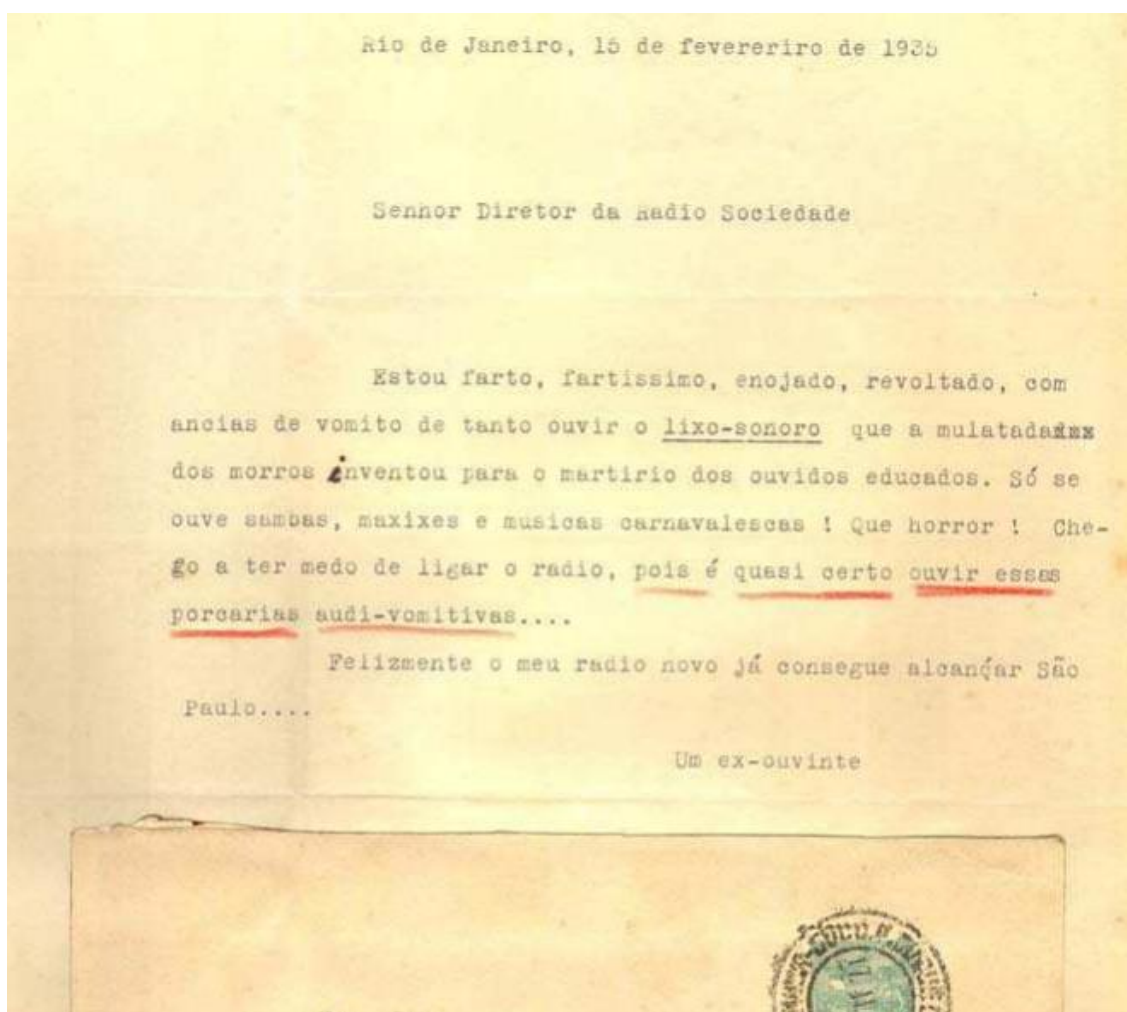 Rio de Janeiro, 15 de fevereriro de 1935
Senhor Diretor da Radio Sociedade
Estou farto, fartissimo, enojado, revoltado, com
ancias de vomito de tanto ouvir o lixo-sonoro que a mulatada
dos morros inventou para o martirio dos ouvidos educados. Só se
ouve sambas, maxixes e musicas carnavalescas ! Que horror ! Che-
go a ter medo de ligar o radio, pois é quasi certo ouvir essas
porcarias audi-vomitivas....
Felizmente o meu radio novo já consegue alcançar São
Paulo....
Um ex-ouvinte